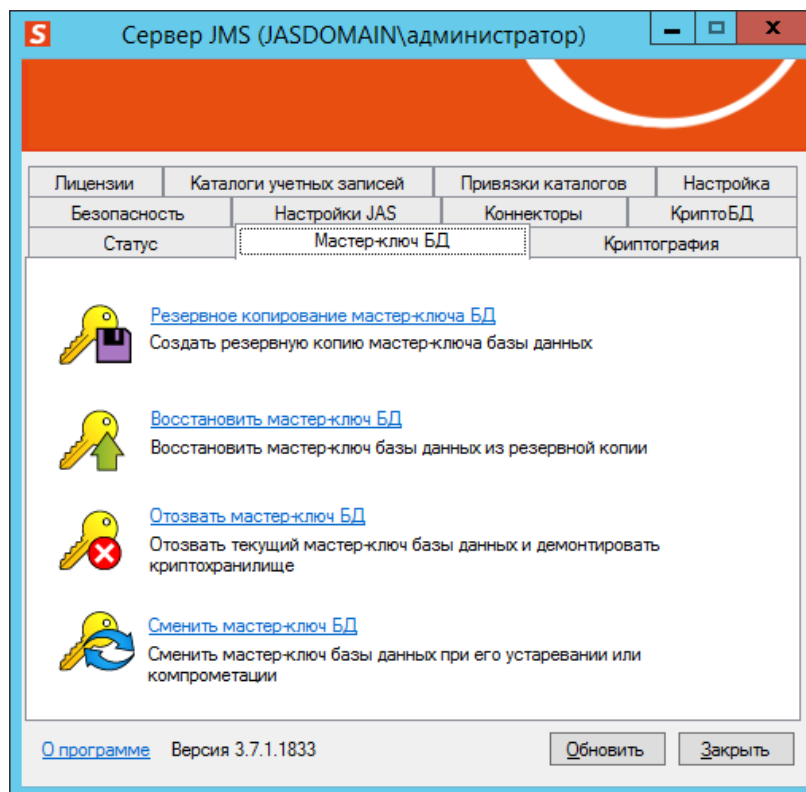 S
Сервер JMS (JASDOMAIN\администратор)
Лицензии Каталоги учетных записей Привязки каталогов Настройка
Безопасность Настройки JAS Коннекторы КриптоБД
Статус Мастер-ключ БД Криптография
Резервное копирование мастер-ключа БД
Создать резервную копию мастер-ключа базы данных
Восстановить мастер-ключ БД
Восстановить мастер-ключ базы данных из резервной копии
Отозвать мастер-ключ БД
Отозвать текущий мастер-ключ базы данных и демонтировать
криптохранилище
Сменить мастер-ключ БД
Сменить мастер-ключ базы данных при его устаревании или
компрометации
О программе Версия 3.7.1.1833 Обновить Закрыть